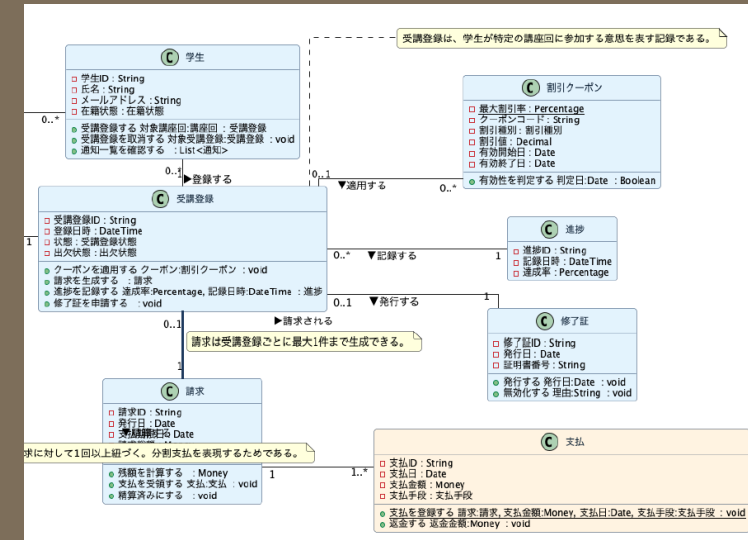 受講登録は、学生が特定の講座回に参加する意思を表す記録である。
C 学生
学生ID : String
氏名 : String
メールアドレス : String
在籍状態 : 在籍状態
受講登録する 対象講座回:講座回 : 受講登録
受講登録を取消する 対象受講登録:受講登録 : void
通知一覧を確認する : List<通知>
0..*
C 割引クーポン
最大割引率 : Percentage
クーポンコード : String
割引種別 : 割引種別
割引値 : Decimal
有効開始日 : Date
有効終了日 : Date
有効性を判定する 判定日:Date : Boolean
▶登録する
0..1
▼適用する
0..*
C 受講登録
受講登録ID : String
登録日時 : DateTime
状態 : 受講登録状態
出欠状態 : 出欠状態
クーポンを適用する クーポン:割引クーポン : void
請求を生成する : 請求
進捗を記録する 達成率:Percentage, 記録日時:DateTime : 進捗
修了証を申請する : void
1
C 進捗
進捗ID : String
記録日時 : DateTime
達成率 : Percentage
0..* ▼記録する 1
0..1 ▼発行する 1
C 修了証
修了証ID : String
発行日 : Date
証明書番号 : String
発行する 発行日:Date : void
無効化する 理由:String : void
▶請求される
0..1
請求は受講登録ごとに最大1件まで生成できる。
1
C 請求
請求ID : String
発行日 : Date
求に対して1回以上紐づく。分割支払を表現するためである。
残額を計算する : Money
支払を受領する 支払:支払 : void
精算済みにする : void
1
1..*
C 支払
支払ID : String
支払日 : Date
支払金額 : Money
支払手段 : 支払手段
支払を登録する 請求:請求, 支払金額:Money, 支払日:Date, 支払手段:支払手段 : void
返金する 返金金額:Money : void